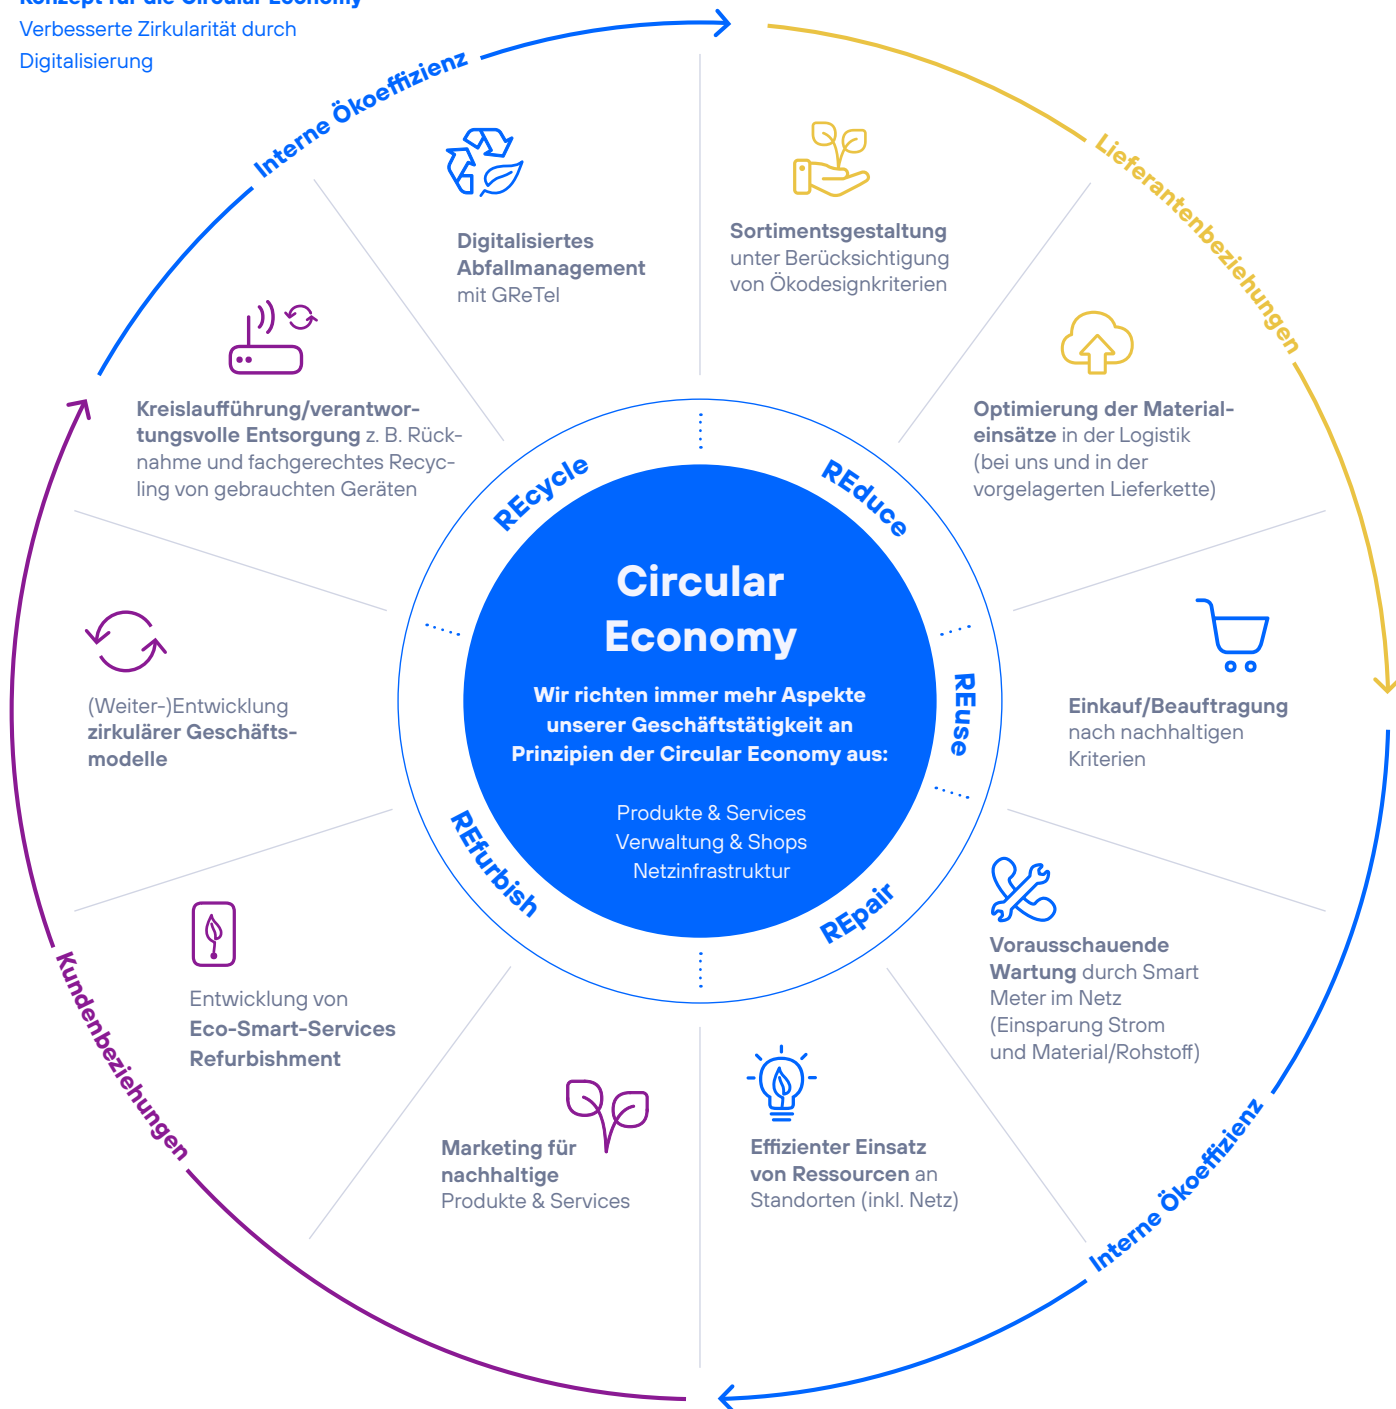 Konzept für die Circular Economy
Verbesserte Zirkularität durch
Digitalisierung
Interne Ökoeffizienz
Lieferantenbeziehungen
Digitalisiertes
Abfallmanagement
mit GReTel
Sortimentsgestaltung
unter Berücksichtigung
von Ökodesignkriterien
Kreislaufführung/verantwor-
tungsvolle Entsorgung z. B. Rück-
nahme und fachgerechtes Recyc-
ling von gebrauchten Geräten
Optimierung der Material-
einsätze in der Logistik
(bei uns und in der
vorgelagerten Lieferkette)
REcycle
REduce
REuse
REpair
REfurbish
Circular
Economy
Wir richten immer mehr Aspekte
unserer Geschäftstätigkeit an
Prinzipien der Circular Economy aus:
Produkte & Services
Verwaltung & Shops
Netzinfrastruktur
(Weiter-)Entwicklung
zirkulärer Geschäfts-
modelle
Einkauf/Beauftragung
nach nachhaltigen
Kriterien
Entwicklung von
Eco-Smart-Services
Refurbishment
Vorausschauende
Wartung durch Smart
Meter im Netz
(Einsparung Strom
und Material/Rohstoff)
Marketing für
nachhaltige
Produkte & Services
Effizienter Einsatz
von Ressourcen an
Standorten (inkl. Netz)
Kundenbeziehungen
Interne Ökoeffizienz